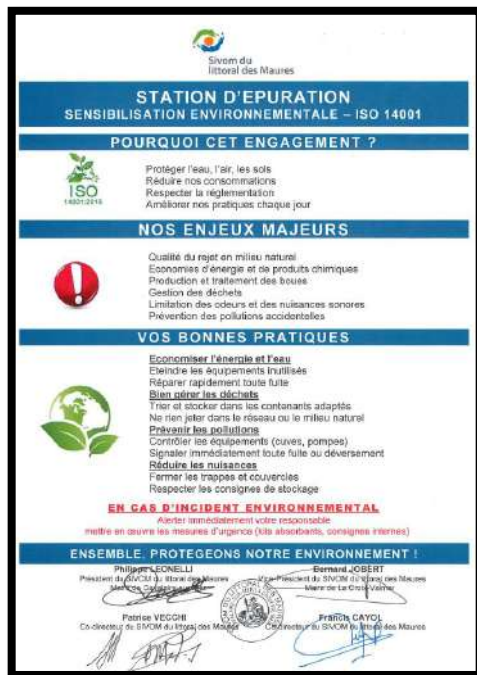 Sivom du
littoral des Maures
STATION D'EPURATION
SENSIBILISATION ENVIRONNEMENTALE – ISO 14001
POURQUOI CET ENGAGEMENT ?
ISO
14001:2015
Protéger l'eau, l'air, les sols
Réduire nos consommations
Respecter la réglementation
Améliorer nos pratiques chaque jour
NOS ENJEUX MAJEURS
Qualité du rejet en milieu naturel
Economies d'énergie et de produits chimiques
Production et traitement des boues
Gestion des déchets
Limitation des odeurs et des nuisances sonores
Prévention des pollutions accidentelles
VOS BONNES PRATIQUES
Economiser l'énergie et l'eau
Eteindre les équipements inutilisés
Réparer rapidement toute fuite
Bien gérer les déchets
Trier et stocker dans les contenants adaptés
Ne rien jeter dans le réseau ou le milieu naturel
Prévenir les pollutions
Contrôler les équipements (cuves, pompes)
Signaler immédiatement toute fuite ou déversement
Réduire les nuisances
Fermer les trappes et couvercles
Respecter les consignes de stockage
EN CAS D'INCIDENT ENVIRONNEMENTAL
Alerter immédiatement votre responsable
mettre en œuvre les mesures d'urgence (kits absorbants, consignes internes)
ENSEMBLE, PROTEGEONS NOTRE ENVIRONNEMENT !
Philippe LEONELLI Bernard JOBERT
Président du SIVOM du littoral des Maures Vice-Président du SIVOM du littoral des Maures
Maire de Maire de La Croix-Valmer
Patrice VECCHI Francis CAYOL
Co-directeur du SIVOM du littoral des Maures Co-directeur du SIVOM du littoral des Maures